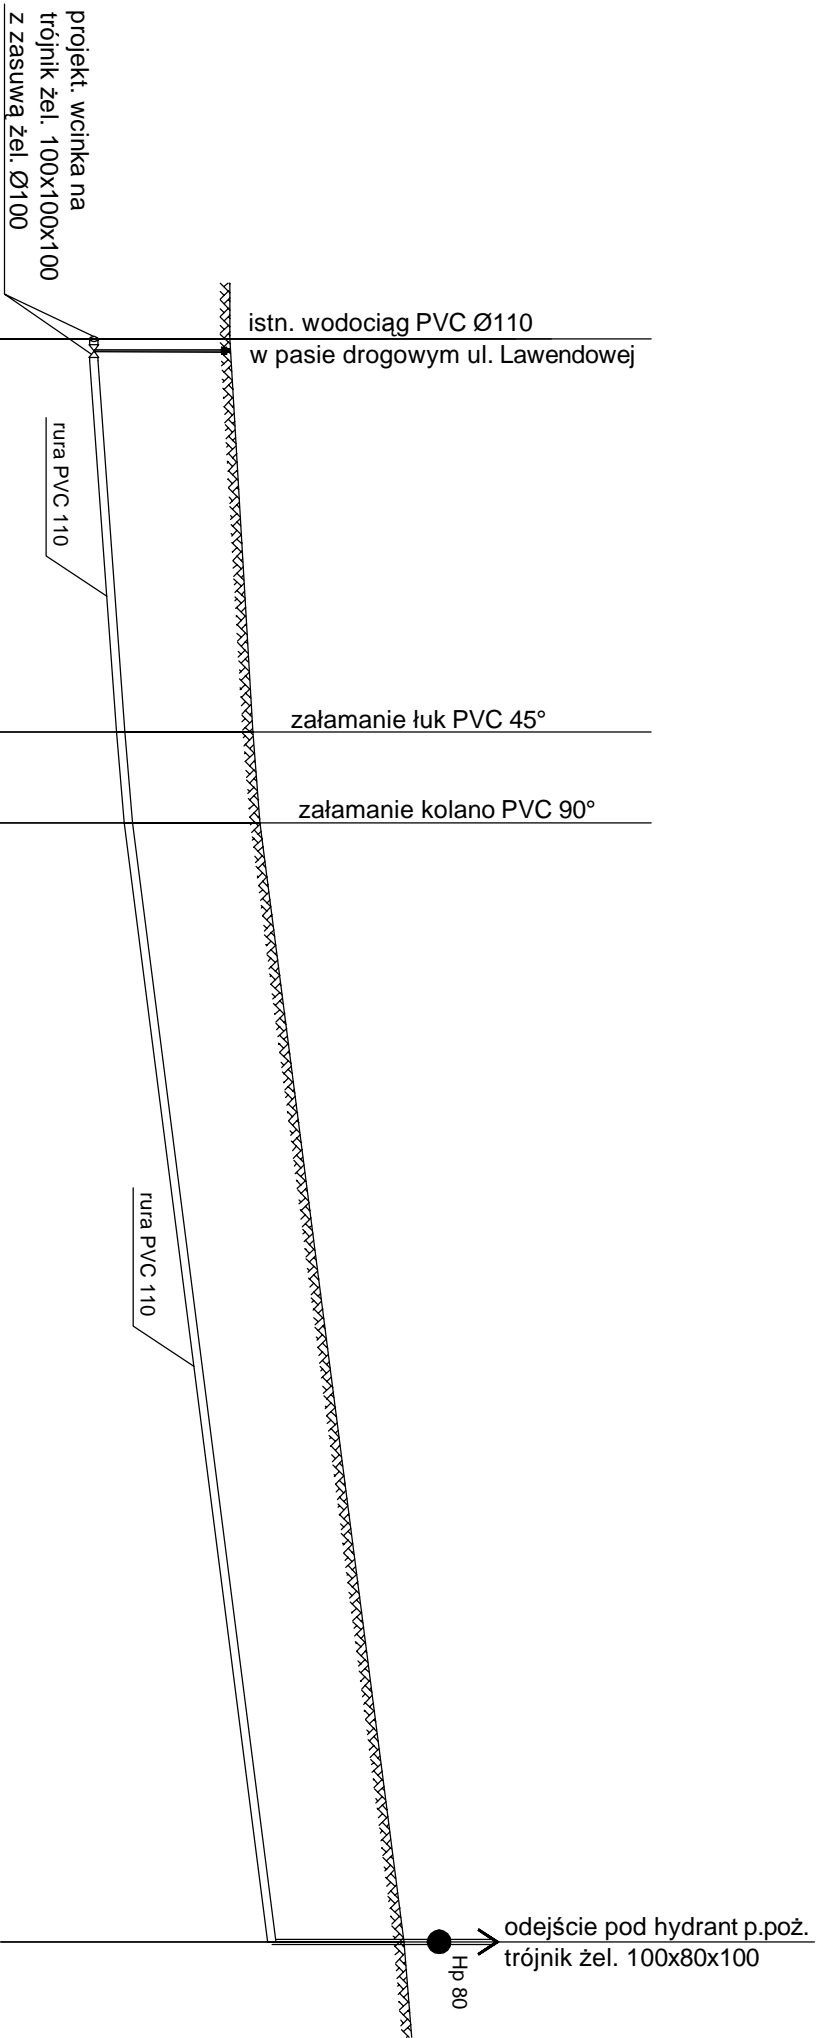 projekt. wcinka na
trójnik żel. 100x100x100
z zasuwą żel. Ø100
istn. wodociąg PVC Ø110
w pasie drogowym ul. Lawendowej
rura PVC 110
załamanie łuk PVC 45°
załamanie kolano PVC 90°
rura PVC 110
odejście pod hydrant p.poż.
trójnik żel. 100x80x100
Hp 80